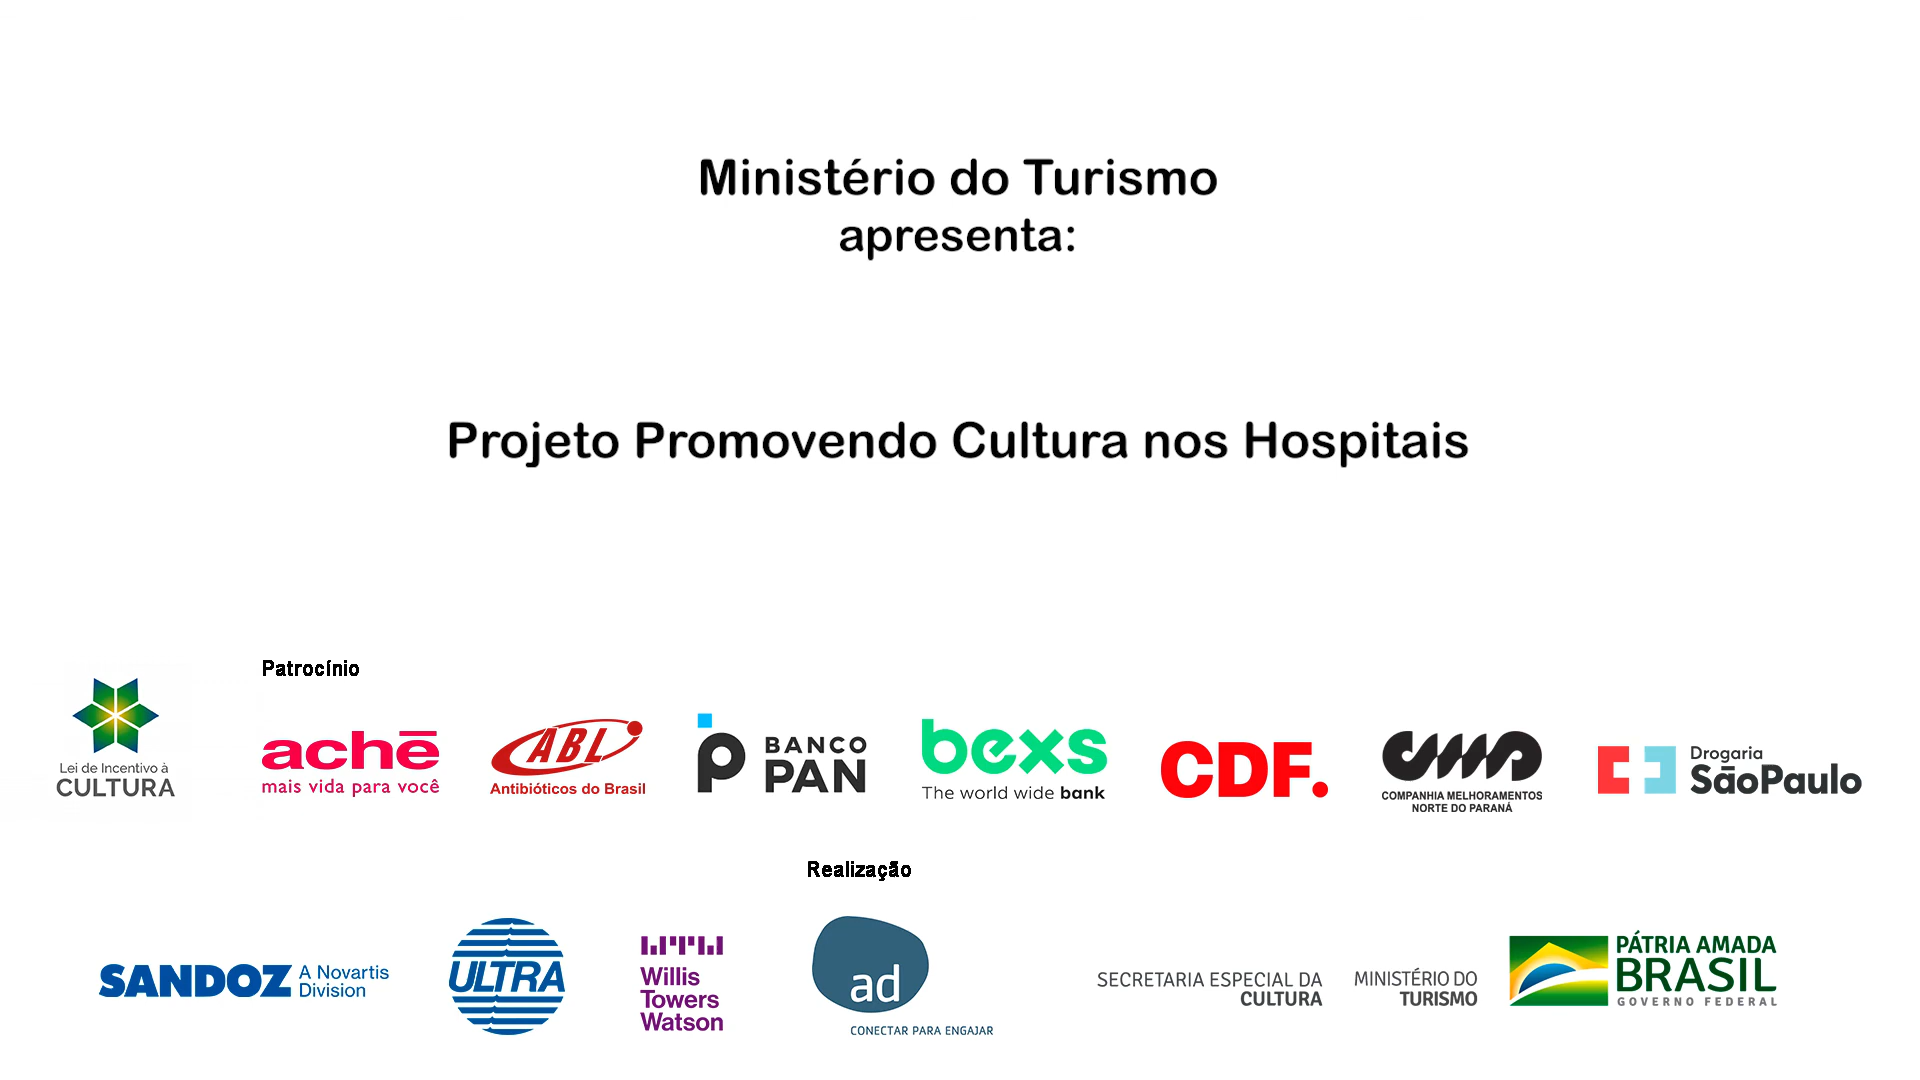 Ministério do Turismo
apresenta:
Projeto Promovendo Cultura nos Hospitais
Lei de Incentivo à
CULTURA
Patrocínio
achē
mais vida para você
ABL
Antibióticos do Brasil
BANCO
PAN
bexs
The world wide bank
CDF.
CMNP
COMPANHIA MELHORAMENTOS
NORTE DO PARANÁ
Drogaria
SãoPaulo
SANDOZ
A Novartis
Division
ULTRA
Willis
Towers
Watson
Realização
ad
CONECTAR PARA ENGAJAR
SECRETARIA ESPECIAL DA
CULTURA
MINISTÉRIO DO
TURISMO
PÁTRIA AMADA
BRASIL
GOVERNO FEDERAL